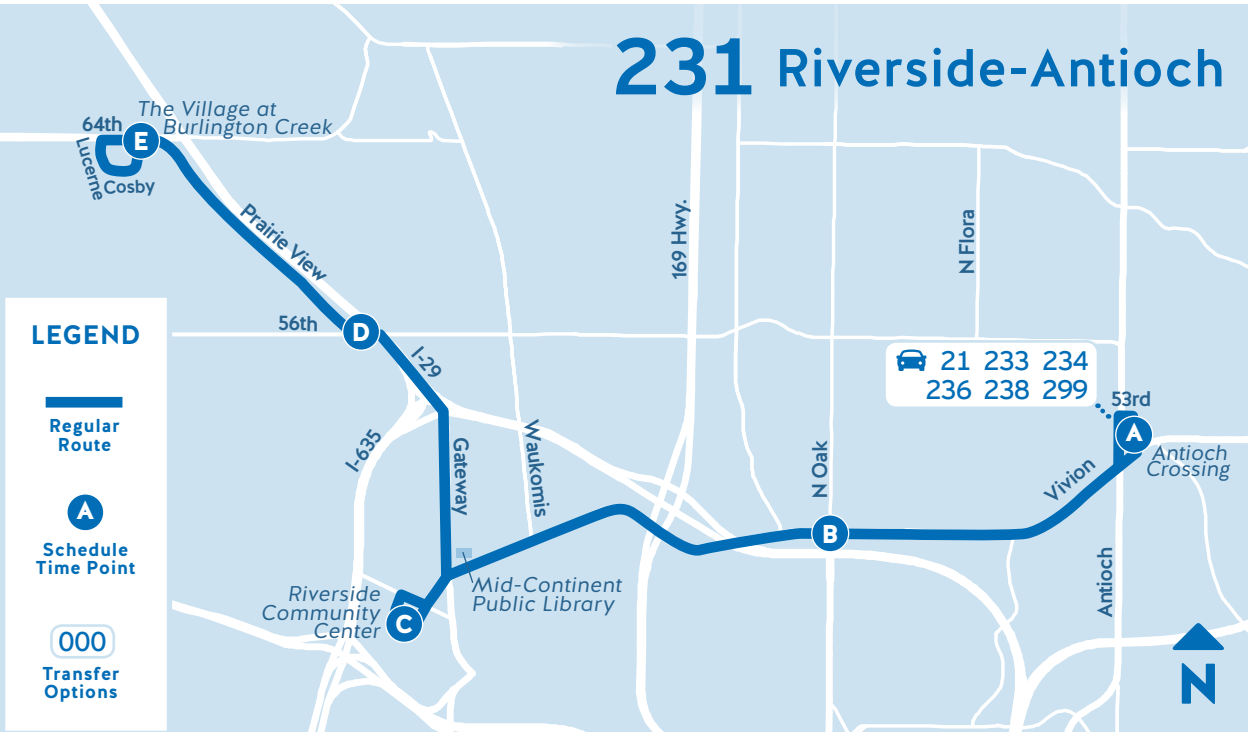 231 Riverside-Antioch
The Village at
Burlington Creek
64th
E
Lucerne
Cosby
Prairie View
169 Hwy.
N Flora
56th
D
I-29
LEGEND
Regular
Route
A
Schedule
Time Point
000
Transfer
Options
21 233 234
236 238 299
53rd
A
Antioch
Crossing
I-635
Gateway
Waukomis
N Oak
Vivion
B
Antioch
Mid-Continent
Public Library
Riverside
Community
Center
C
N